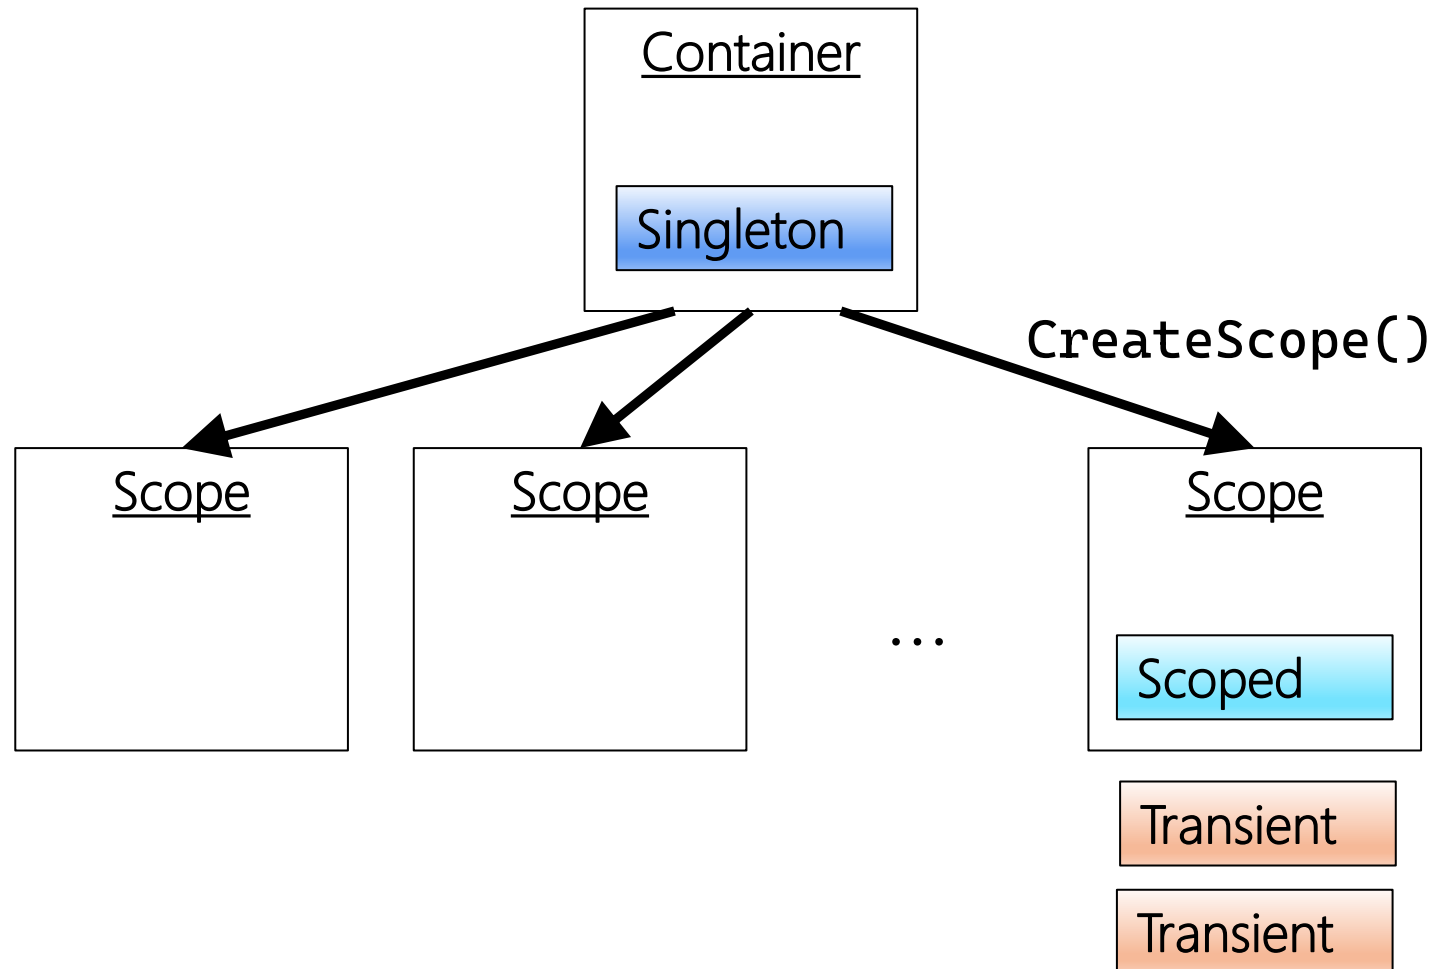 Container
Singleton
CreateScope()
Scope
Scope
Scope
...
Scoped
Transient
Transient